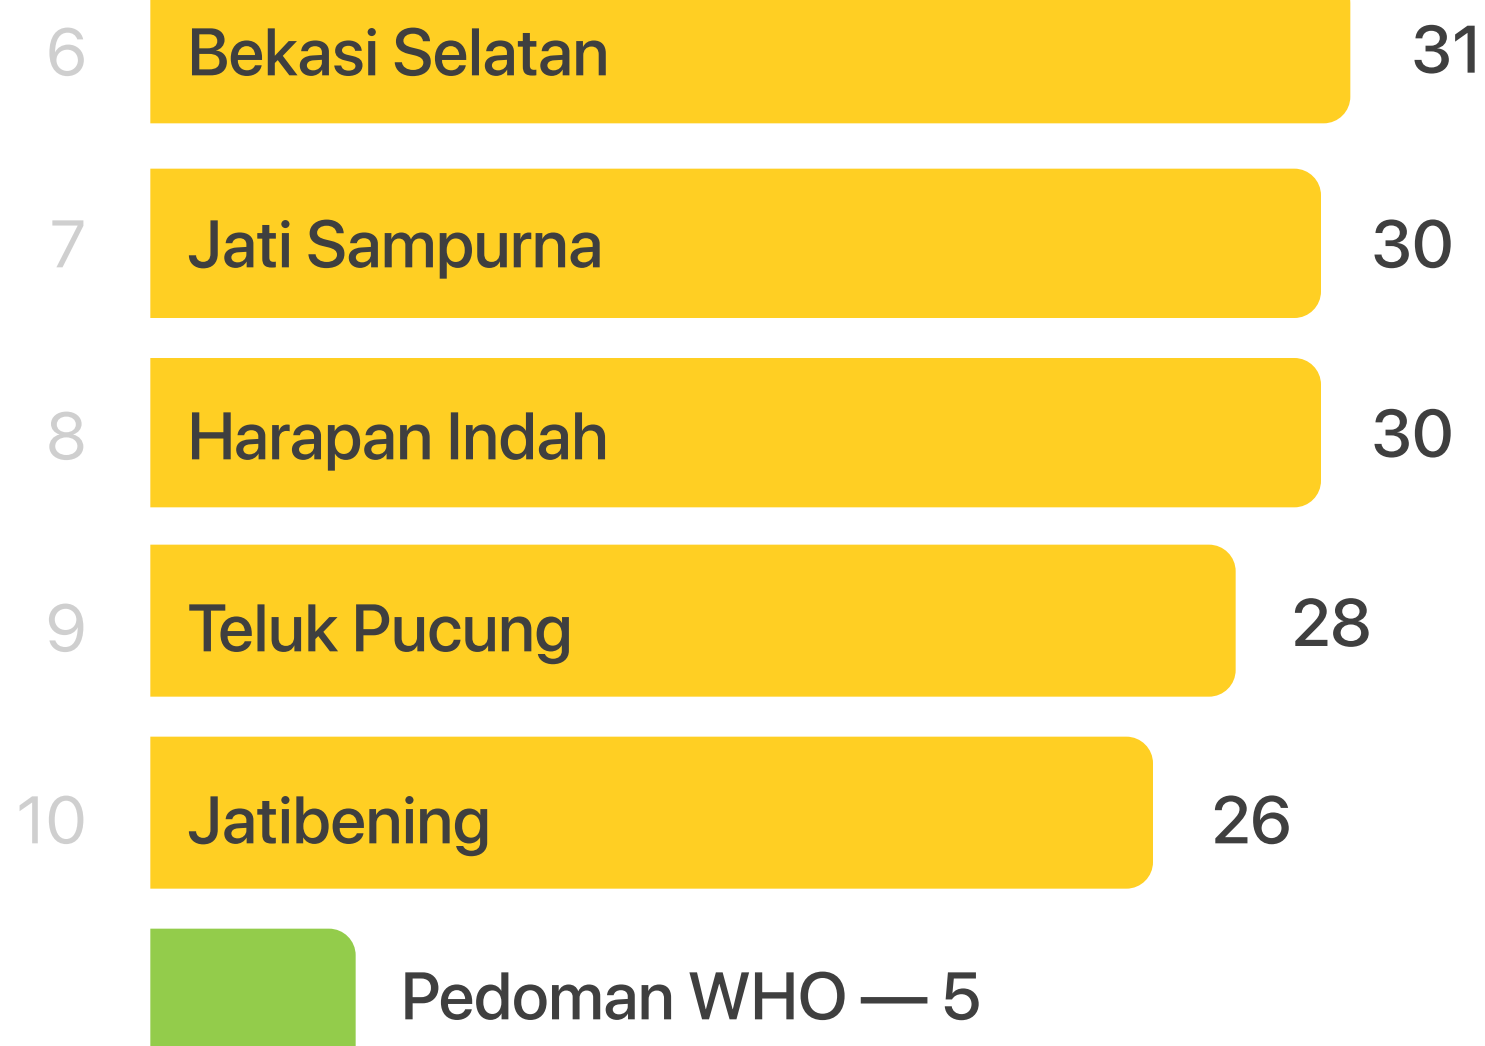 6 Bekasi Selatan 31
7 Jati Sampurna 30
8 Harapan Indah 30
9 Teluk Pucung 28
10 Jatibening 26
Pedoman WHO — 5